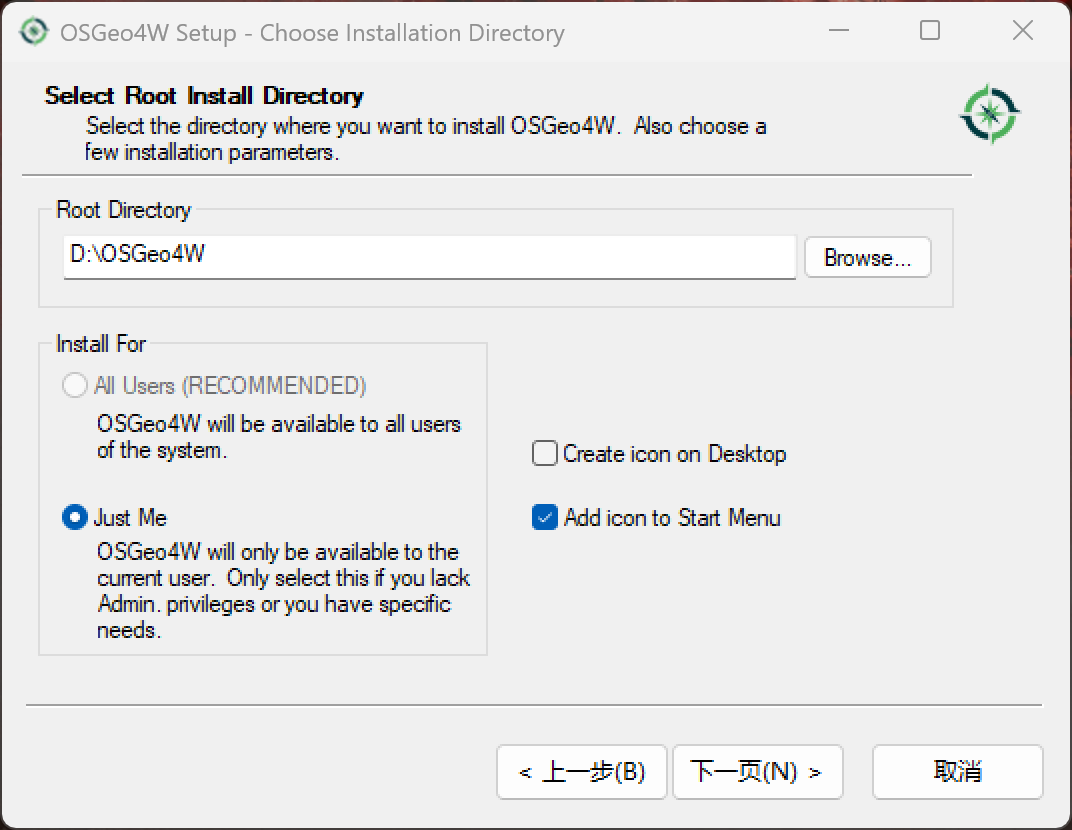 OSGeo4W Setup - Choose Installation Directory
Select Root Install Directory
Select the directory where you want to install OSGeo4W.  Also choose a
few installation parameters.
Root Directory
D:\OSGeo4W
Browse...
Install For
All Users (RECOMMENDED)
OSGeo4W will be available to all users
of the system.
Create icon on Desktop
Just Me
Add icon to Start Menu
OSGeo4W will only be available to the
current user.  Only select this if you lack
Admin. privileges or you have specific
needs.
< 上一步(B)
下一页(N) >
取消